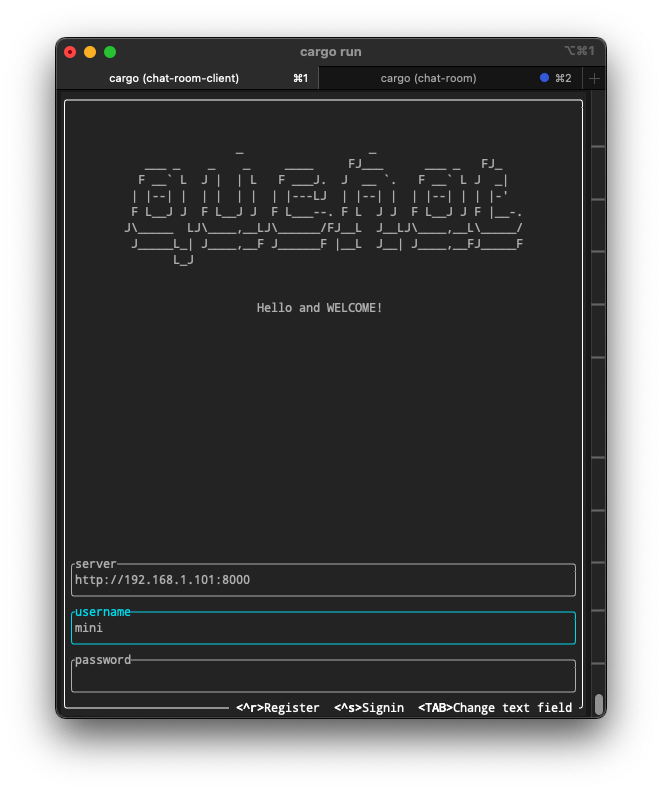 cargo run
⌥⌘1
cargo (chat-room-client) ⌘1 cargo (chat-room) ⌘2
quechat
Hello and WELCOME!
server
http://192.168.1.101:8000
username
mini
password
<^r>Register <^s>Signin <TAB>Change text field